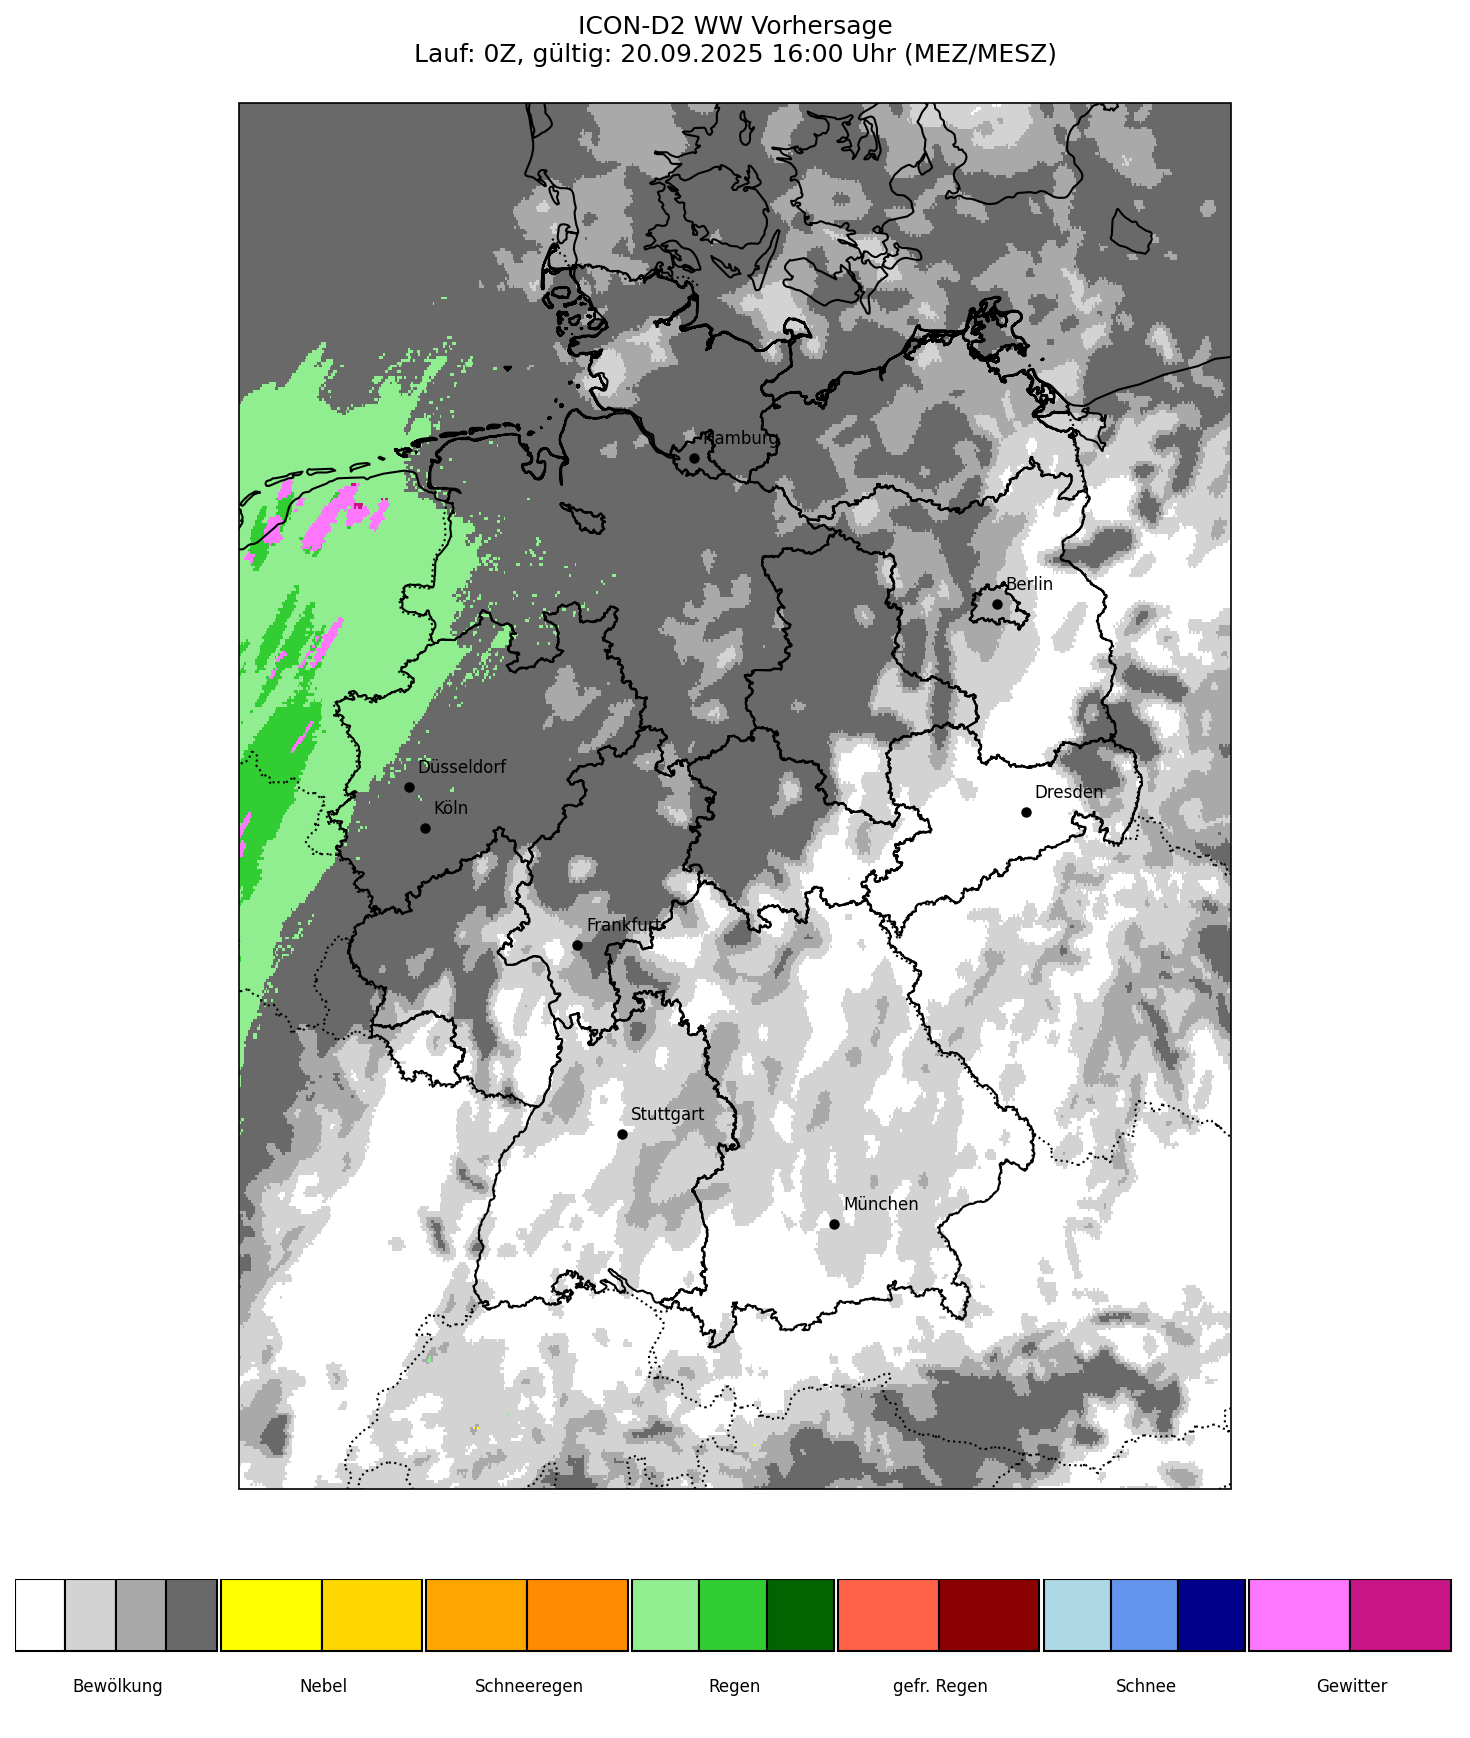 ICON-D2 WW Vorhersage
Lauf: 0Z, gültig: 20.09.2025 16:00 Uhr (MEZ/MESZ)
Hamburg
Berlin
Düsseldorf
Dresden
Köln
Frankfurt
Stuttgart
München
Bewölkung
Nebel
Schneeregen
Regen
gefr. Regen
Schnee
Gewitter